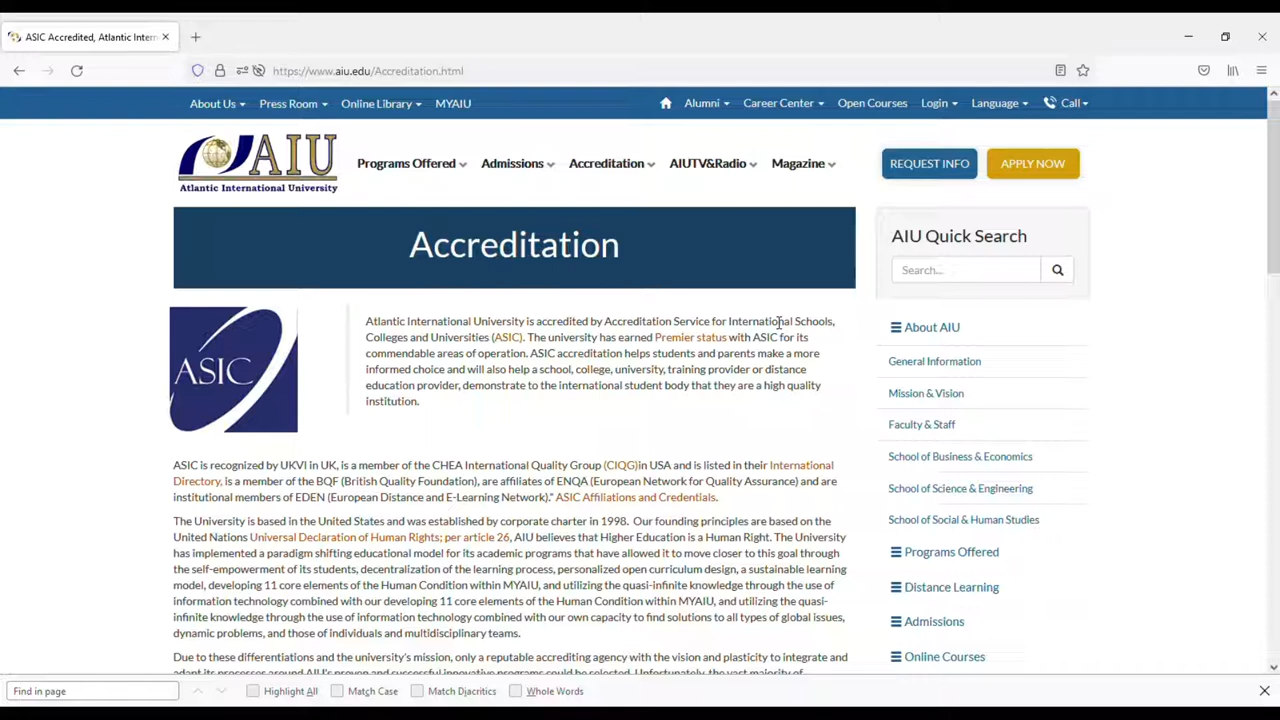 ASIC Accredited, Atlantic Intern
https://www.aiu.edu/Accreditation.html
About Us Press Room Online Library MYAIU Alumni Career Center Open Courses Login Language Call
AIU
Atlantic International University
Programs Offered Admissions Accreditation AIUTV&Radio Magazine REQUEST INFO APPLY NOW
Accreditation
ASIC
Atlantic International University is accredited by Accreditation Service for International Schools,
Colleges and Universities (ASIC). The university has earned Premier status with ASIC for its
commendable areas of operation. ASIC accreditation helps students and parents make a more
informed choice and will also help a school, college, university, training provider or distance
education provider, demonstrate to the international student body that they are a high quality
institution.
ASIC is recognized by UKVI in UK, is a member of the CHEA International Quality Group (CIQG)in USA and is listed in their International
Directory, is a member of the BQF (British Quality Foundation), are affiliates of ENQA (European Network for Quality Assurance) and are
institutional members of EDEN (European Distance and E-Learning Network)." ASIC Affiliations and Credentials.
The University is based in the United States and was established by corporate charter in 1998. Our founding principles are based on the
United Nations Universal Declaration of Human Rights; per article 26, AIU believes that Higher Education is a Human Right. The University
has implemented a paradigm shifting educational model for its academic programs that have allowed it to move closer to this goal through
the self-empowerment of its students, decentralization of the learning process, personalized open curriculum design, a sustainable learning
model, developing 11 core elements of the Human Condition within MYAIU, and utilizing the quasi-infinite knowledge through the use of
information technology combined with our developing 11 core elements of the Human Condition within MYAIU, and utilizing the quasi-
infinite knowledge through the use of information technology combined with our own capacity to find solutions to all types of global issues,
dynamic problems, and those of individuals and multidisciplinary teams.
Due to these differentiations and the university's mission, only a reputable accrediting agency with the vision and plasticity to integrate and
adapt its processes around AIU's proven and successful innovative programs could be selected. Unfortunately, the vast majority of
AIU Quick Search
Search...
About AIU
General Information
Mission & Vision
Faculty & Staff
School of Business & Economics
School of Science & Engineering
School of Social & Human Studies
Programs Offered
Distance Learning
Admissions
Online Courses
Find in page Highlight All Match Case Match Diacritics Whole Words